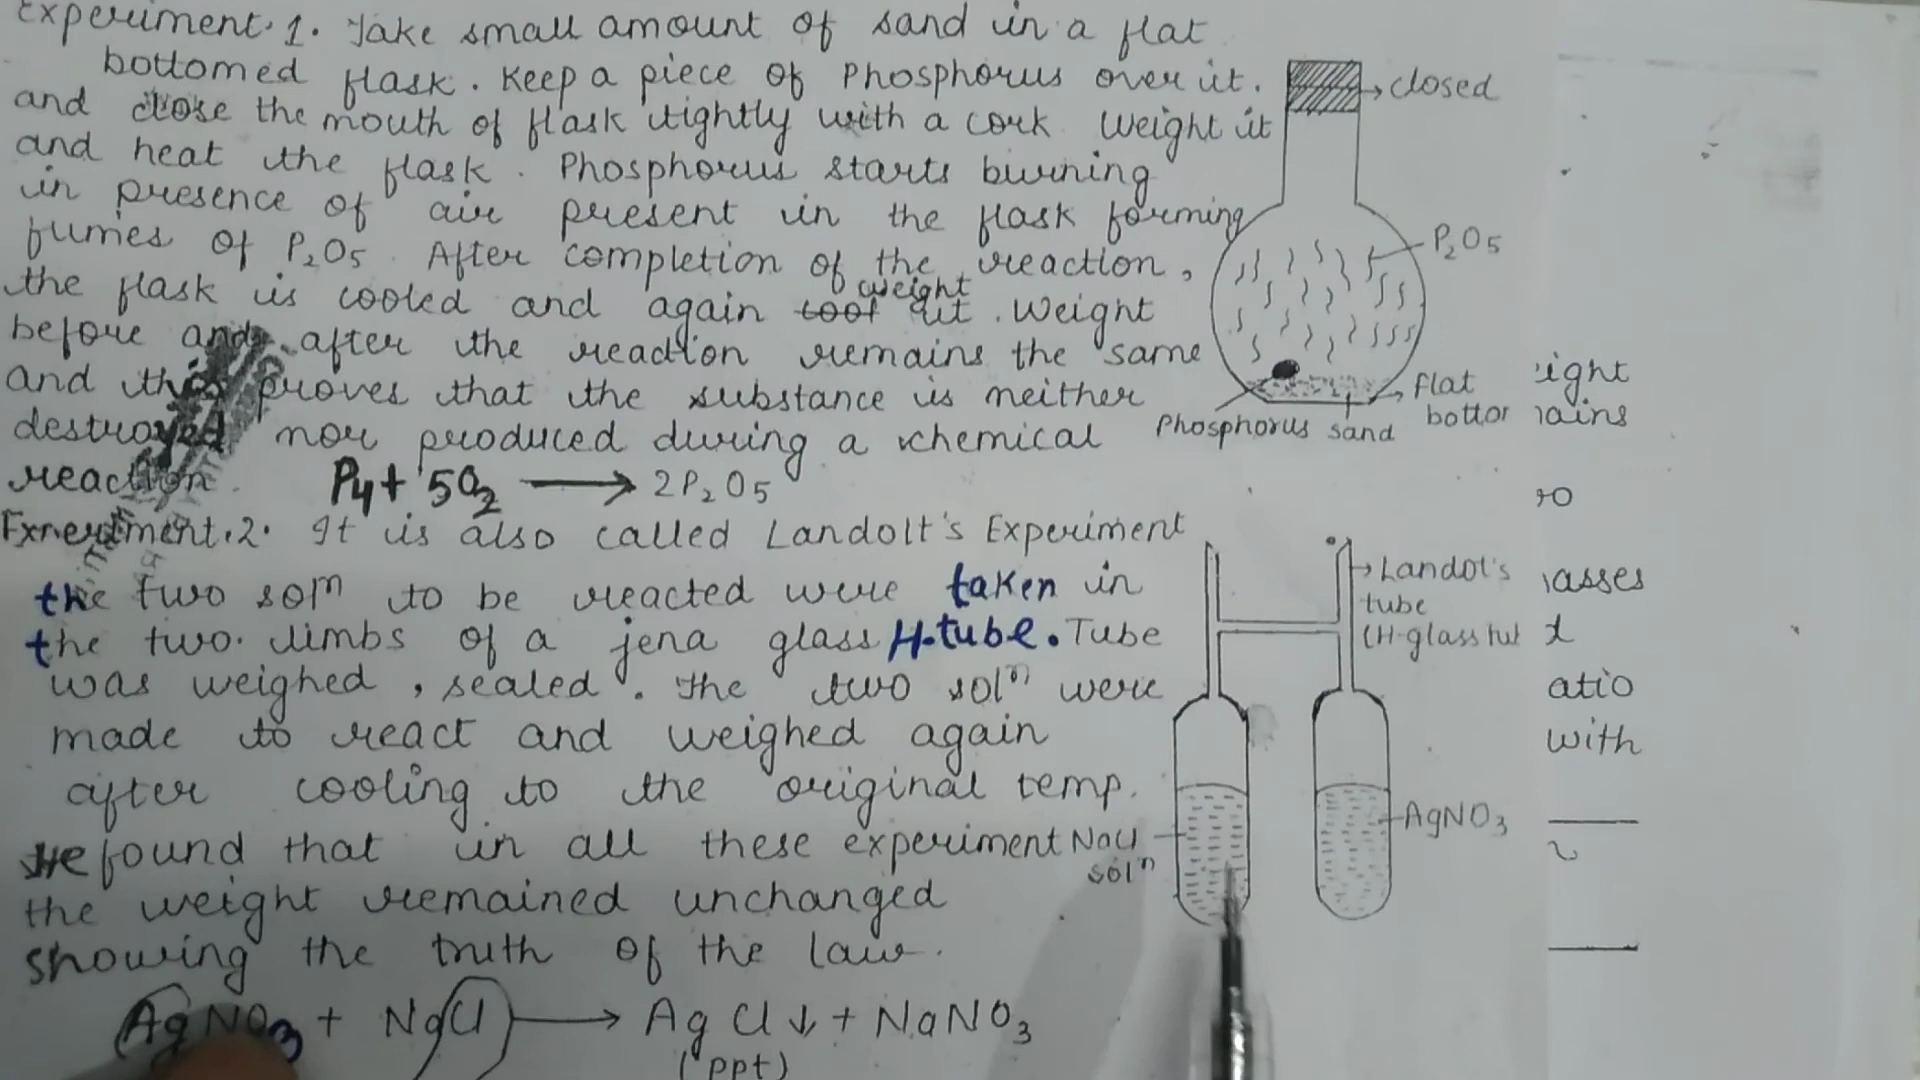 Experiment.1. Take small amount of sand in a flat
bottomed flask. Keep a piece of Phosphorus over it.
and close the mouth of flask tightly with a cork Weight it
and heat the flask. Phosphorus starts burning
in presence of air present in the flask forming
fumes of P₂O₅. After completion of the reaction,
the flask is cooled and again weight it. Weight
before and after the reaction remains the same
and this proves that the substance is neither
destroyed nor produced during a chemical
reaction.
P₄ + 5O₂ → 2P₂O₅
closed
P₂O₅
flat
bottor
Phosphorus sand
Experiment.2. It is also called Landolt's Experiment
the two solⁿ to be reacted were taken in
the two limbs of a jena glass H-tube. Tube
was weighed, sealed. The two solⁿ were
made to react and weighed again
after cooling to the original temp.
He found that in all these experiment
the weight remained unchanged
showing the truth of the law.
AgNO₃ + NaCl → AgCl↓ + NaNO₃
(ppt)
Landol's
tube
(H-glass tu
NaCl
solⁿ
AgNO₃
ight
ains
ro
asses
t
atio
with